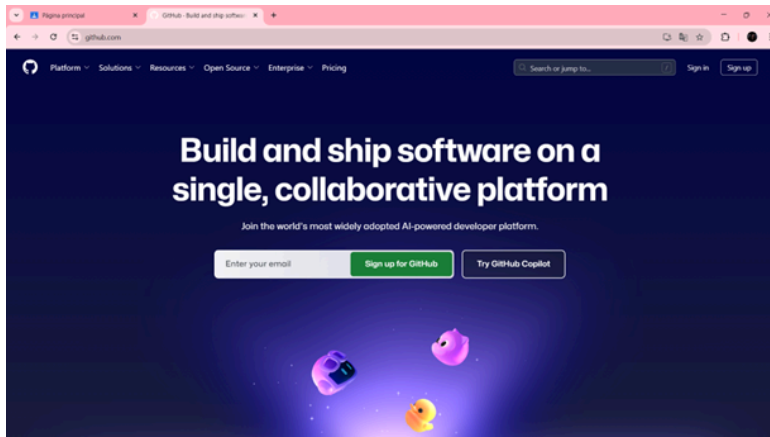 Página principal
GitHub · Build and ship software
github.com
Platform Solutions Resources Open Source Enterprise Pricing
Search or jump to...
/
Sign in
Sign up
Build and ship software on a
single, collaborative platform
Join the world's most widely adopted AI-powered developer platform.
Enter your email
Sign up for GitHub
Try GitHub Copilot